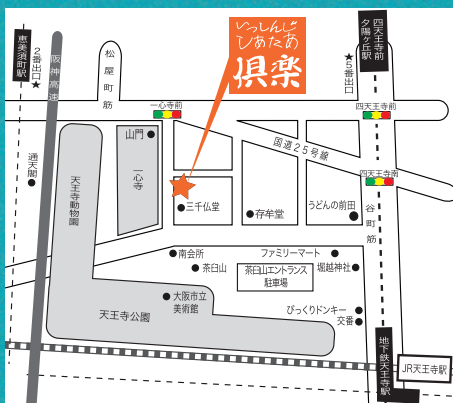 いっしんじ
しあたあ
倶楽
恵美須町駅
2番出口★
阪神高速
松屋町筋
四天王寺前
夕陽ヶ丘駅
★5番出口
一心寺前
四天王寺前
山門
一心寺
国道25号線
四天王寺南
通天閣
天王寺動物園
三千仏堂
存牟堂
うどんの前田
谷町筋
南会所
茶臼山
ファミリーマート
茶臼山エントランス
駐車場
堀越神社
大阪市立
美術館
天王寺公園
びっくりドンキー
交番
地下鉄天王寺駅
JR天王寺駅